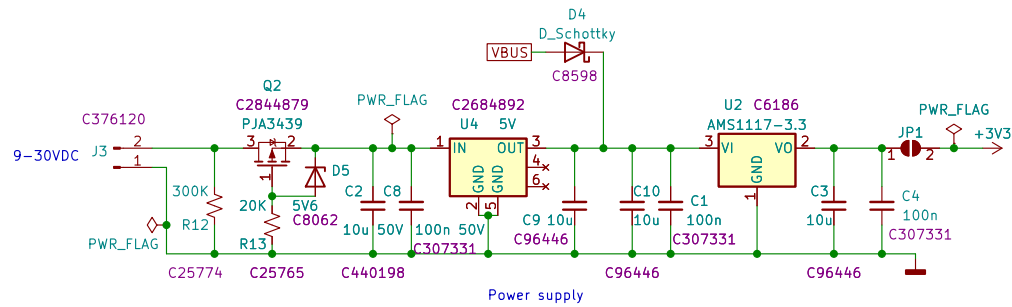 D4
D_Schottky
VBUS
C8598
Q2
C2844879
PJA3439
PWR_FLAG
C2684892
U4 5V
U2 C6186
AMS1117-3.3
PWR_FLAG
C376120
JP1
+3V3
2
3 2
1 IN OUT 3
3 VI VO 2
1 2
9-30VDC
J3
1
1
D5
4
6
GND
GND
GND
300K
20K
5V6
C8062
C2
C8
2 5
C10
C1
1
C3
C4
R12
10u 50V
100n 50V
C9 10u
10u
100n
10u
100n
PWR_FLAG
R13
C307331
C96446
C307331
C307331
C25774
C25765
C440198
C96446
C96446
Power supply